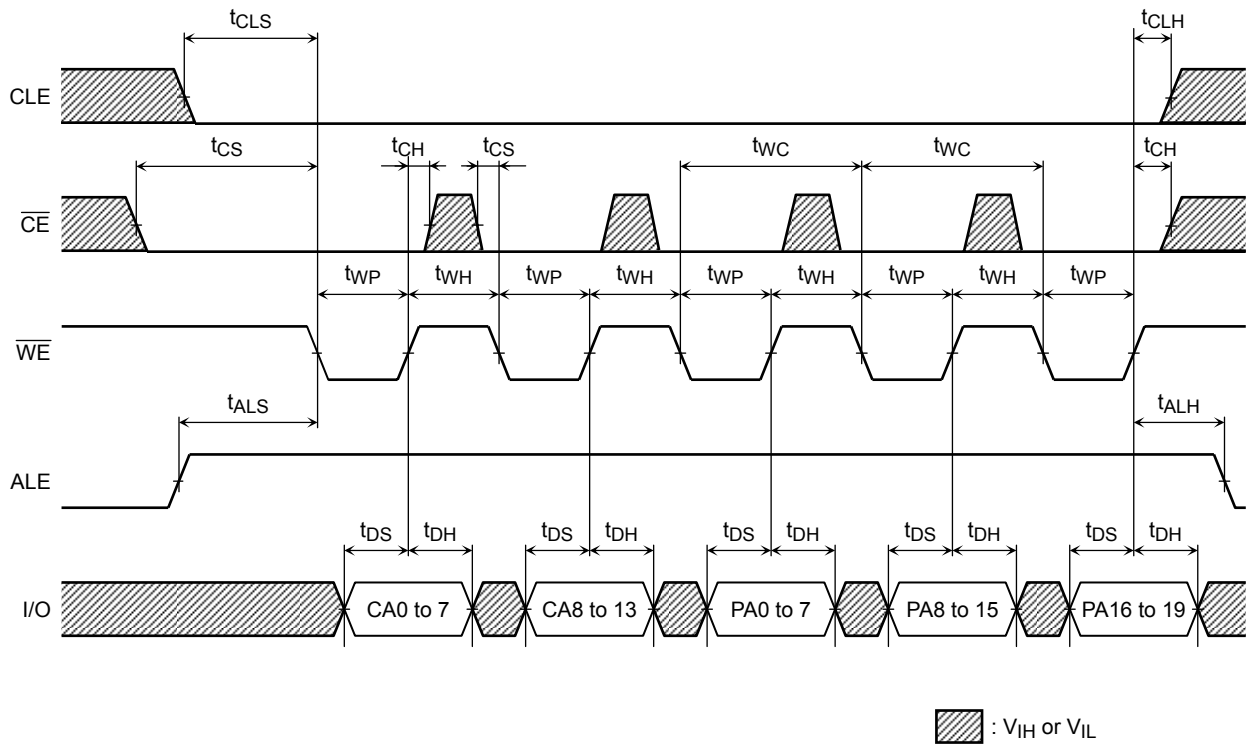 tCLS tCLH
CLE
tCS tCH tCS tWC tWC tCH
CE
tWP tWH tWP tWH tWP tWH tWP tWH tWP
WE
tALS tALH
ALE
tDS tDH tDS tDH tDS tDH tDS tDH tDS tDH
I/O CA0 to 7 CA8 to 13 PA0 to 7 PA8 to 15 PA16 to 19
: VIH or VIL